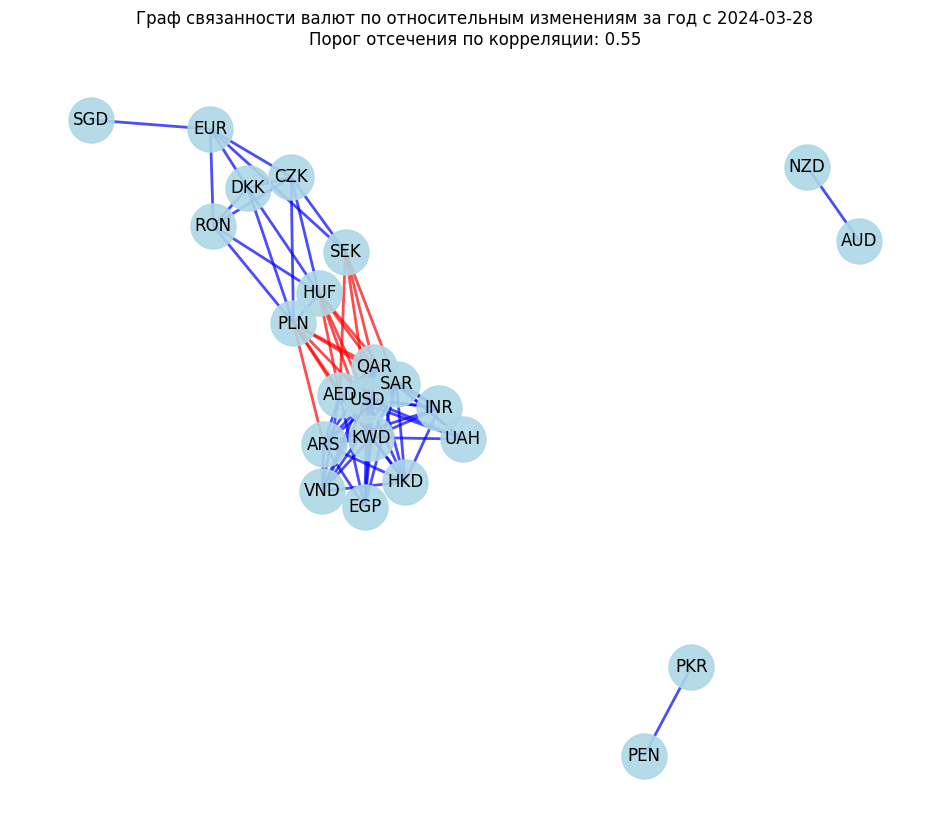 Граф связанности валют по относительным изменениям за год с 2024-03-28
Порог отсечения по корреляции: 0.55
SGD
EUR
NZD
CZK
DKK
RON
AUD
SEK
HUF
PLN
QAR
SAR
AED
USD
INR
KWD
UAH
ARS
HKD
VND
EGP
PKR
PEN